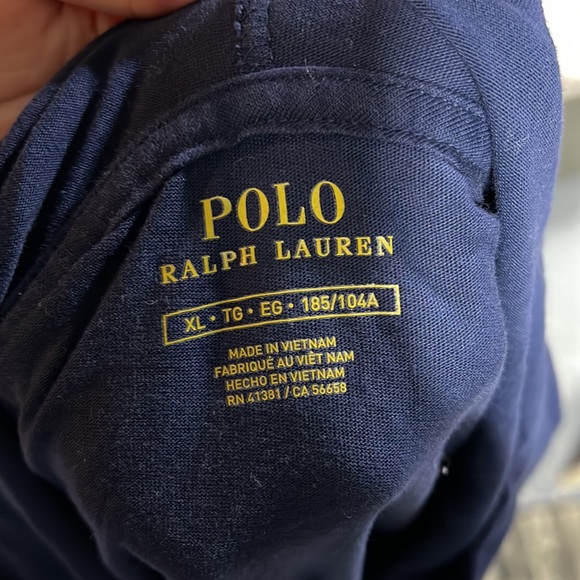 POLO
RALPH LAUREN
XL • TG • EG • 185/104A
MADE IN VIETNAM
FABRIQUÉ AU VIÊT NAM
HECHO EN VIETNAM
RN 41381 / CA 56658